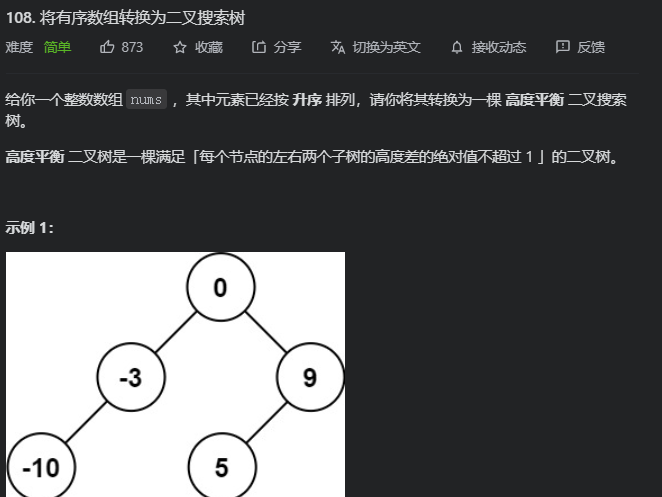 108. 将有序数组转换为二叉搜索树
难度 简单 873 收藏 分享 切换为英文 接收动态 反馈
给你一个整数数组 nums ，其中元素已经按 升序 排列，请你将其转换为一棵 高度平衡 二叉搜索
树。
高度平衡 二叉树是一棵满足「每个节点的左右两个子树的高度差的绝对值不超过 1 」的二叉树。
示例 1：
0
-3 9
-10 5